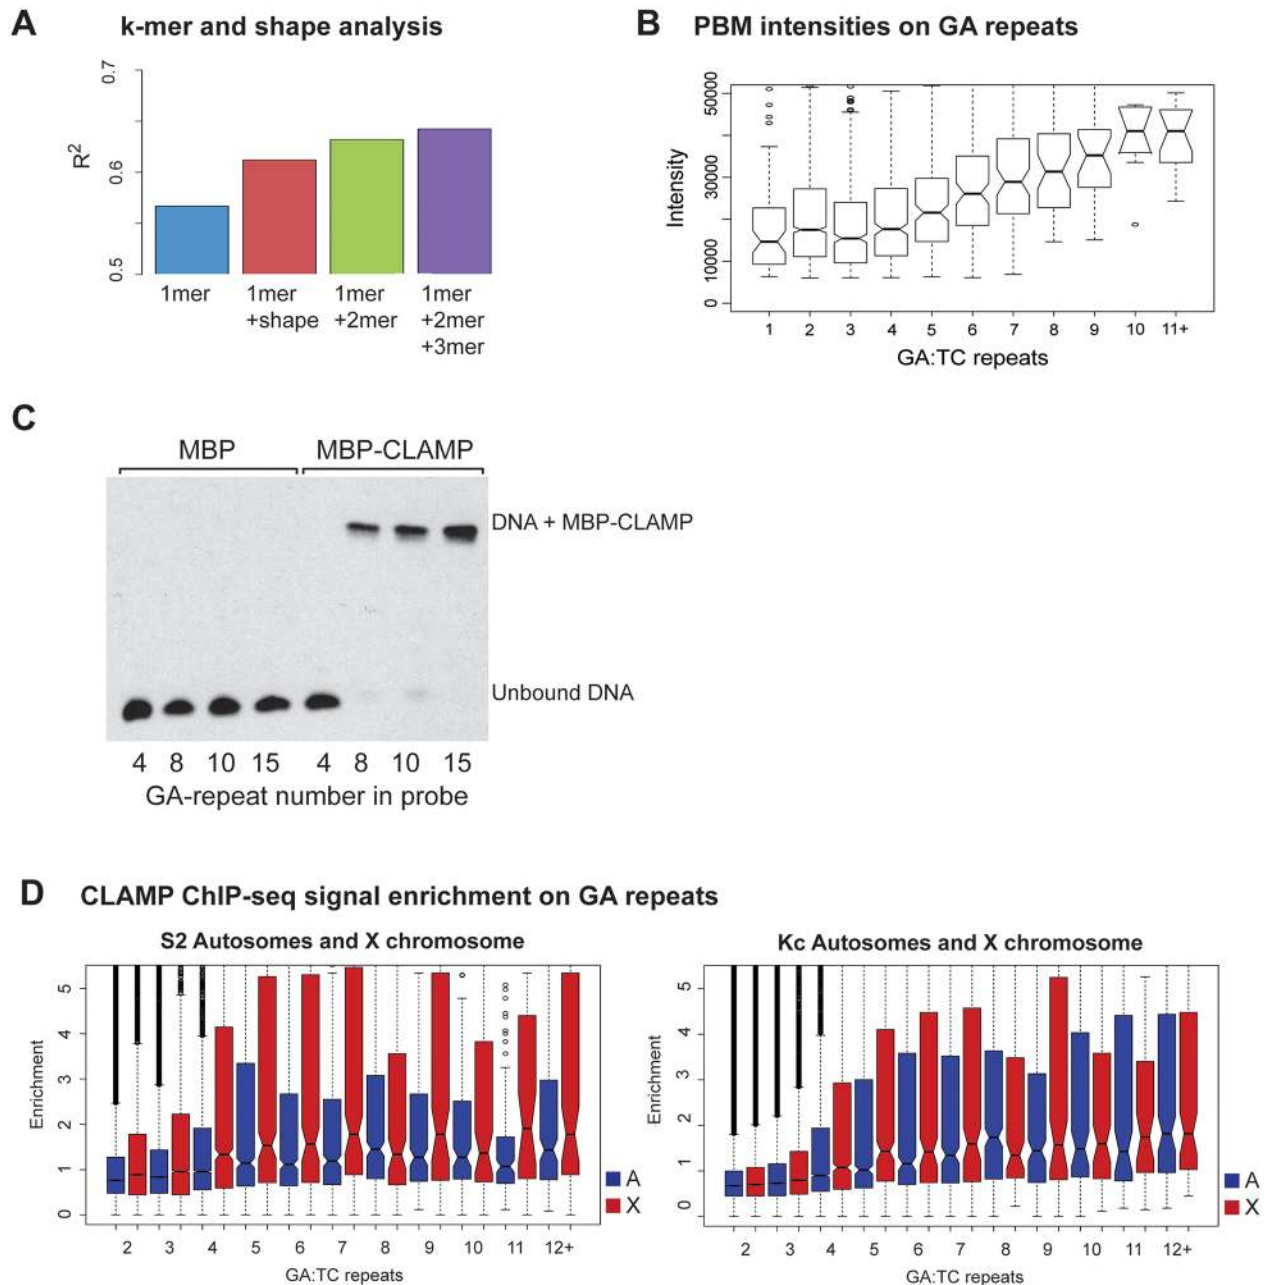 A k-mer and shape analysis
0.7
0.6
0.5
R2
1mer 1mer +shape 1mer +2mer 1mer +2mer +3mer
B PBM intensities on GA repeats
50000
30000
10000
0
Intensity
1 2 3 4 5 6 7 8 9 10 11+
GA:TC repeats
C
MBP MBP-CLAMP
DNA + MBP-CLAMP
Unbound DNA
4 8 10 15 4 8 10 15
GA-repeat number in probe
D CLAMP ChIP-seq signal enrichment on GA repeats
S2 Autosomes and X chromosome
5
4
3
2
1
0
Enrichment
A
X
2 3 4 5 6 7 8 9 10 11 12+
GA:TC repeats
Kc Autosomes and X chromosome
5
4
3
2
1
0
Enrichment
A
X
2 3 4 5 6 7 8 9 10 11 12+
GA:TC repeats